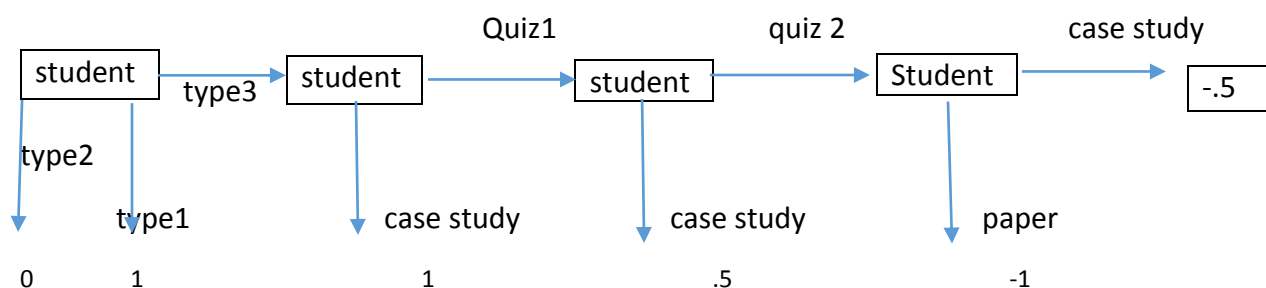 Quiz1 quiz 2 case study
student student student Student -.5
type3
type2
type1 case study case study paper
0 1 1 .5 -1